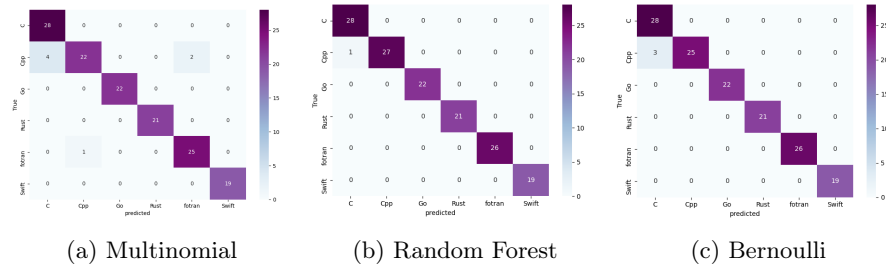 C 28 0 0 0 0 0
Cpp 4 22 0 0 2 0
Go 0 0 22 0 0 0
Rust 0 0 0 21 0 0
fotran 0 1 0 0 25 0
Swift 0 0 0 0 0 19
True
C Cpp Go Rust fotran Swift
predicted
25
20
15
10
5
0
(a) Multinomial
C 28 0 0 0 0 0
Cpp 1 27 0 0 0 0
Go 0 0 22 0 0 0
Rust 0 0 0 21 0 0
fotran 0 0 0 0 26 0
Swift 0 0 0 0 0 19
True
C Cpp Go Rust fotran Swift
predicted
25
20
15
10
5
0
(b) Random Forest
C 28 0 0 0 0 0
Cpp 3 25 0 0 0 0
Go 0 0 22 0 0 0
Rust 0 0 0 21 0 0
fotran 0 0 0 0 26 0
Swift 0 0 0 0 0 19
True
C Cpp Go Rust fotran Swift
predicted
25
20
15
10
5
0
(c) Bernoulli